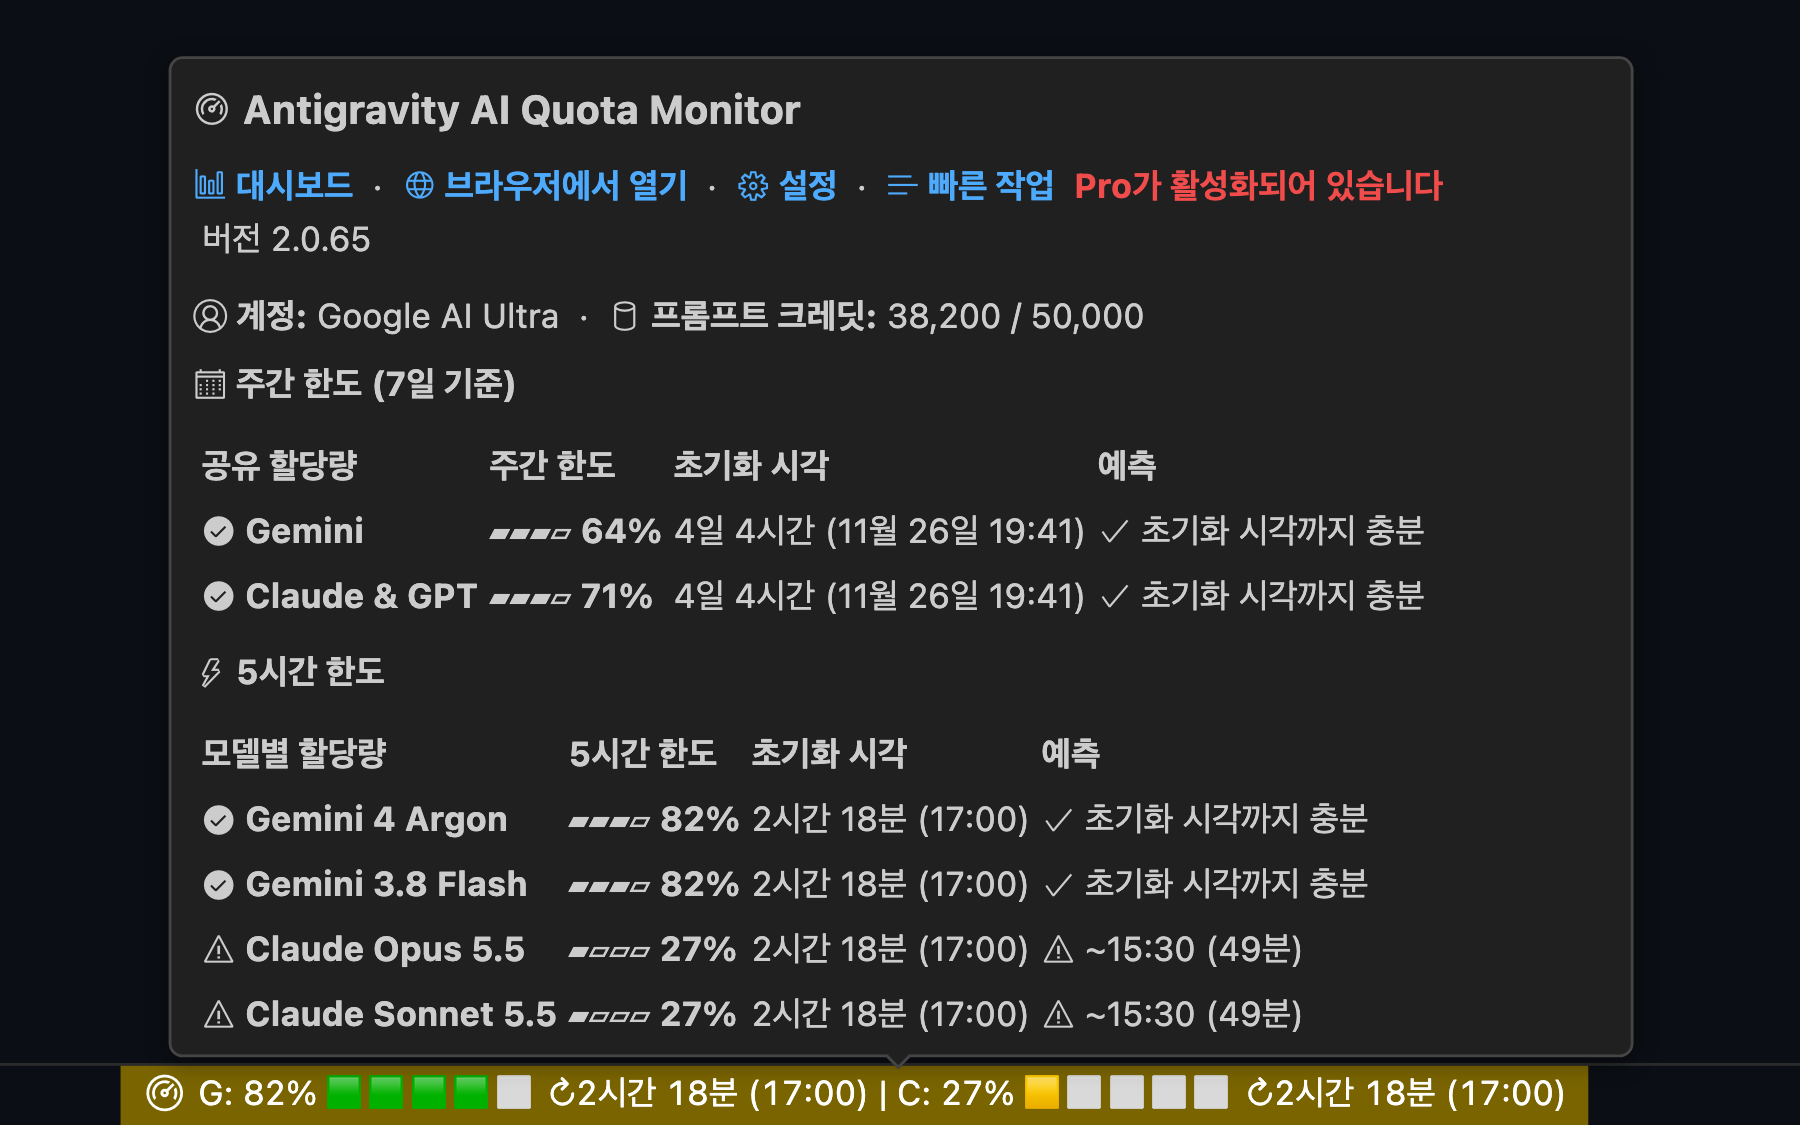 Antigravity AI Quota Monitor
대시보드 · 브라우저에서 열기 · 설정 · 빠른 작업 Pro가 활성화되어 있습니다
버전 2.0.65
계정: Google AI Ultra · 프롬프트 크레딧: 38,200 / 50,000
주간 한도 (7일 기준)
공유 할당량 주간 한도 초기화 시각 예측
Gemini ▰▰▰▱ 64% 4일 4시간 (11월 26일 19:41) ✓ 초기화 시각까지 충분
Claude & GPT ▰▰▰▱ 71% 4일 4시간 (11월 26일 19:41) ✓ 초기화 시각까지 충분
5시간 한도
모델별 할당량 5시간 한도 초기화 시각 예측
Gemini 4 Argon ▰▰▰▱ 82% 2시간 18분 (17:00) ✓ 초기화 시각까지 충분
Gemini 3.8 Flash ▰▰▰▱ 82% 2시간 18분 (17:00) ✓ 초기화 시각까지 충분
⚠ Claude Opus 5.5 ▰▱▱▱ 27% 2시간 18분 (17:00) ⚠ ~15:30 (49분)
⚠ Claude Sonnet 5.5 ▰▱▱▱ 27% 2시간 18분 (17:00) ⚠ ~15:30 (49분)
G: 82% 🟩🟩🟩🟩⬜ ↻2시간 18분 (17:00) | C: 27% 🟨⬜⬜⬜⬜ ↻2시간 18분 (17:00)